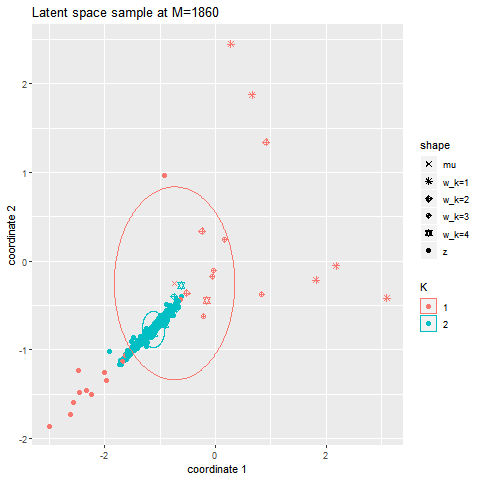 Latent space sample at M=1860
coordinate 2
2
1
0
-1
-2
-2
0
2
coordinate 1
shape
mu
w_k=1
w_k=2
w_k=3
w_k=4
z
K
1
2